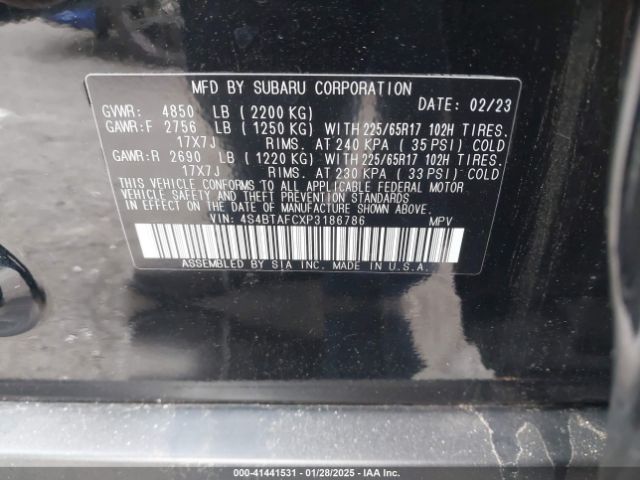 MFD BY SUBARU CORPORATION
GVWR: 4850 LB (2200 KG) DATE: 02/23
GAWR:F 2756 LB (1250 KG) WITH 225/65R17 102H TIRES.
17X7J RIMS. AT 240 KPA (35 PSI) COLD
GAWR:R 2690 LB (1220 KG) WITH 225/65R17 102H TIRES.
17X7J RIMS. AT 230 KPA (33 PSI) COLD
THIS VEHICLE CONFORMS TO ALL APPLICABLE FEDERAL MOTOR
VEHICLE SAFETY AND BUMPER STANDARDS IN
EFFECT ON THE DATE OF MANUFACTURE SHOWN ABOVE.
VIN: 4S4BTAFCXP3186786 MPV
ASSEMBLED BY SIA INC. MADE IN U.S.A.
000-41441531 - 01/28/2025 - IAA Inc.